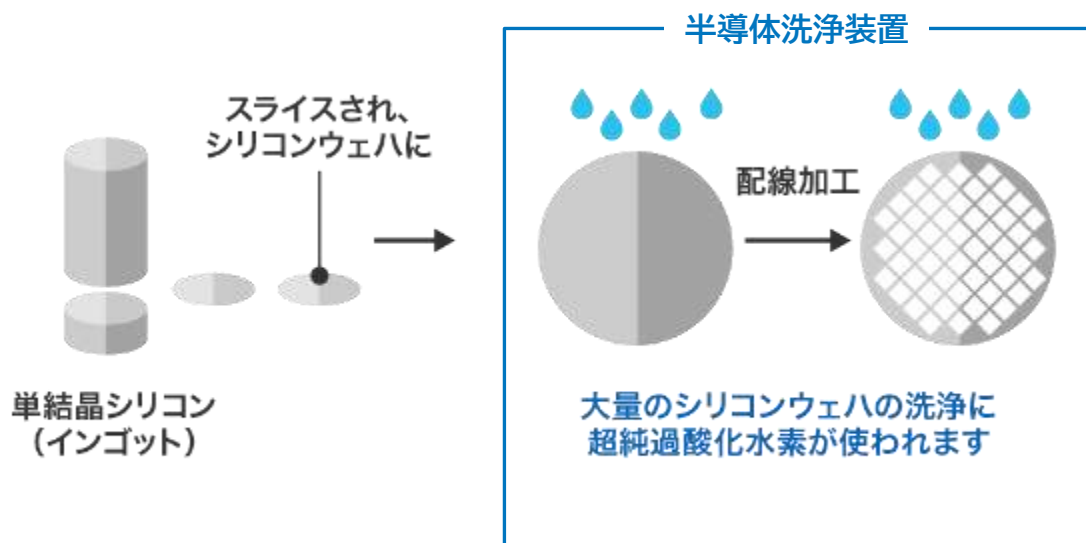 半導体洗浄装置
スライスされ、
シリコンウェハに
配線加工
単結晶シリコン
（インゴット）
大量のシリコンウェハの洗浄に
超純過酸化水素が使われます